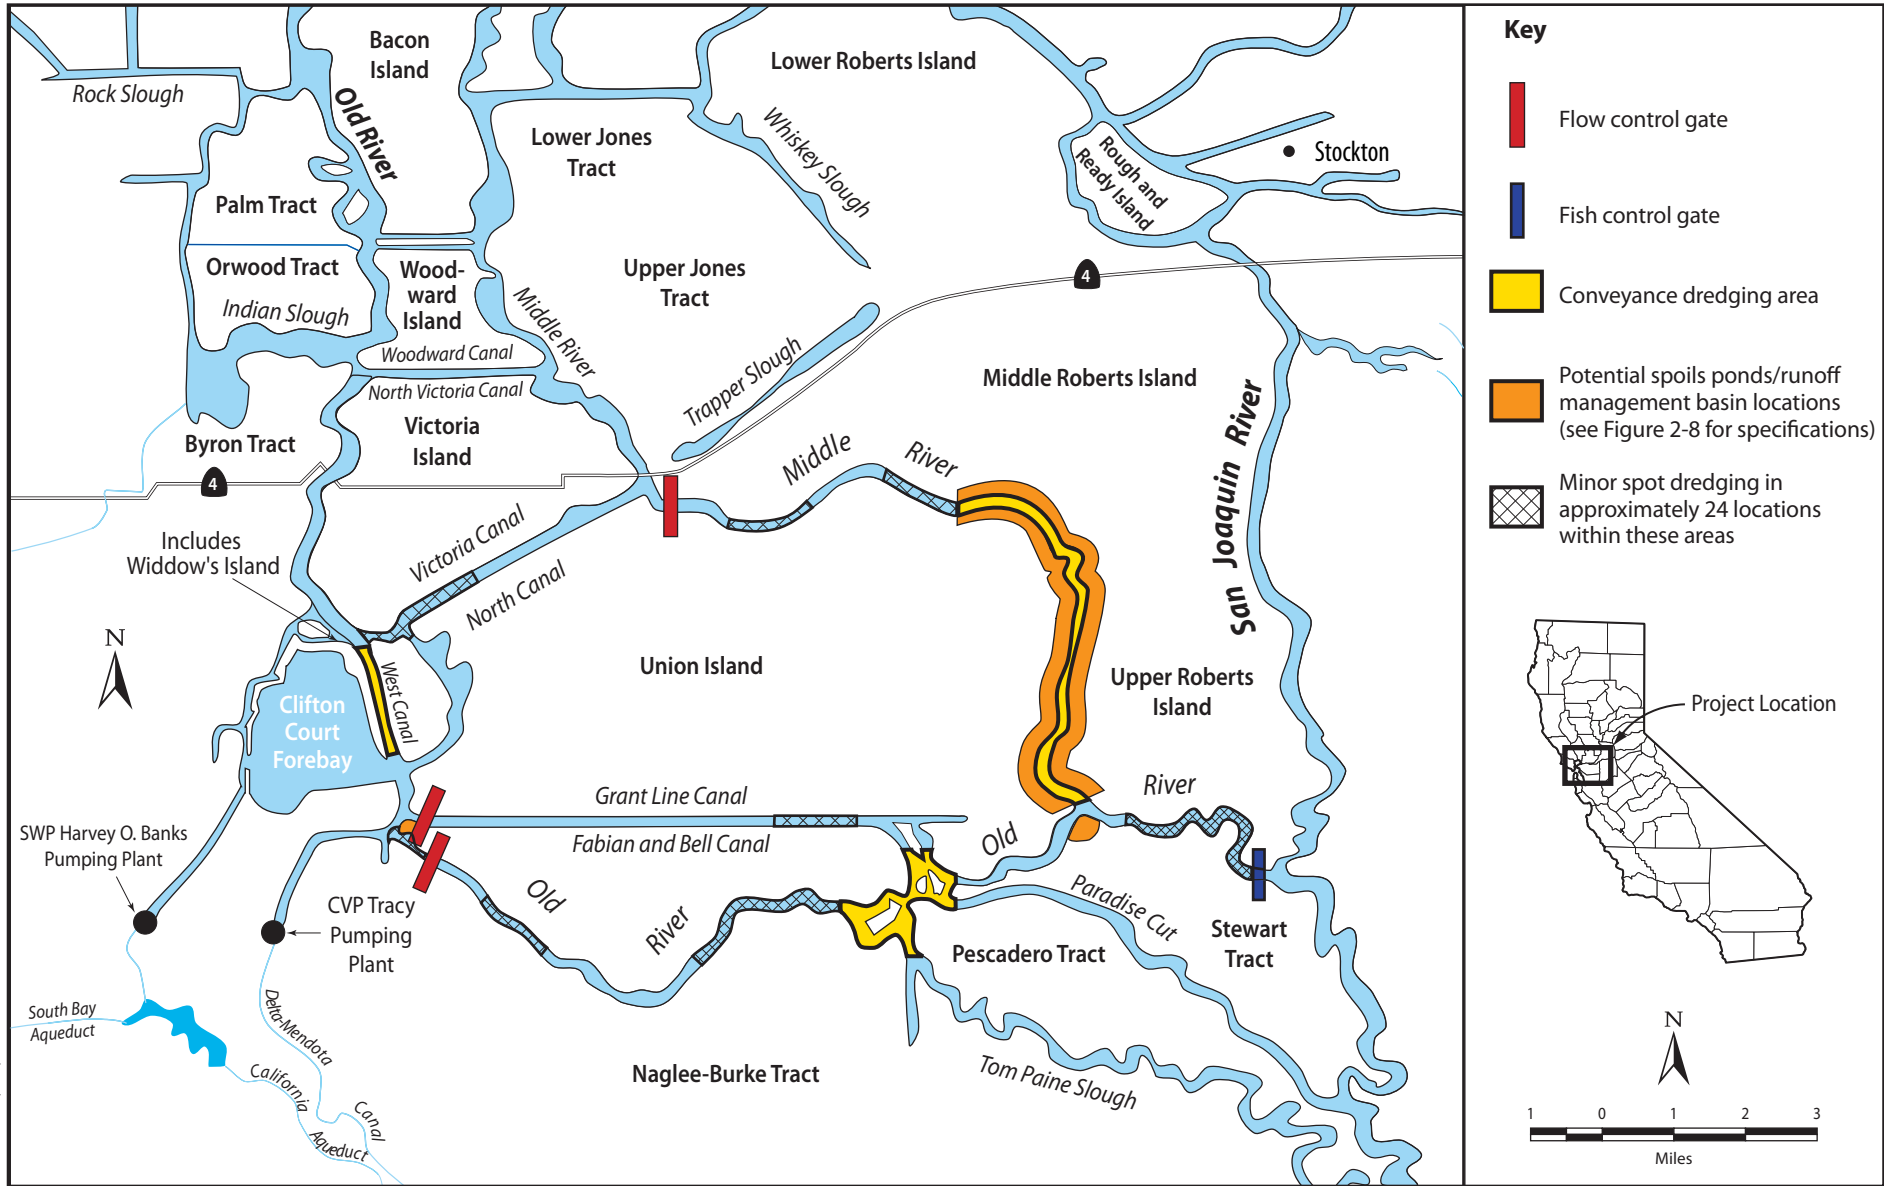 Bacon
Island
Rock Slough
Old River
Lower Roberts Island
Lower Jones
Tract
Whiskey Slough
Rough and
Ready Island
Stockton
Palm Tract
Orwood Tract
Wood-
ward
Island
Upper Jones
Tract
4
Indian Slough
Middle River
Woodward Canal
North Victoria Canal
Trapper Slough
Middle Roberts Island
San Joaquin River
Victoria
Island
Byron Tract
4
Middle River
Includes
Widdow's Island
Victoria Canal
North Canal
N
Union Island
Upper Roberts
Island
West Canal
Clifton
Court
Forebay
Grant Line Canal
Fabian and Bell Canal
River
Old
SWP Harvey O. Banks
Pumping Plant
CVP Tracy
Pumping
Plant
Old
River
Paradise Cut
Stewart
Tract
Pescadero Tract
South Bay
Aqueduct
Delta-Mendota
Canal
California
Aqueduct
Naglee-Burke Tract
Tom Paine Slough
Key
Flow control gate
Fish control gate
Conveyance dredging area
Potential spoils ponds/runoff
management basin locations
(see Figure 2-8 for specifications)
Minor spot dredging in
approximately 24 locations
within these areas
Project Location
N
1 0 1 2 3
Miles